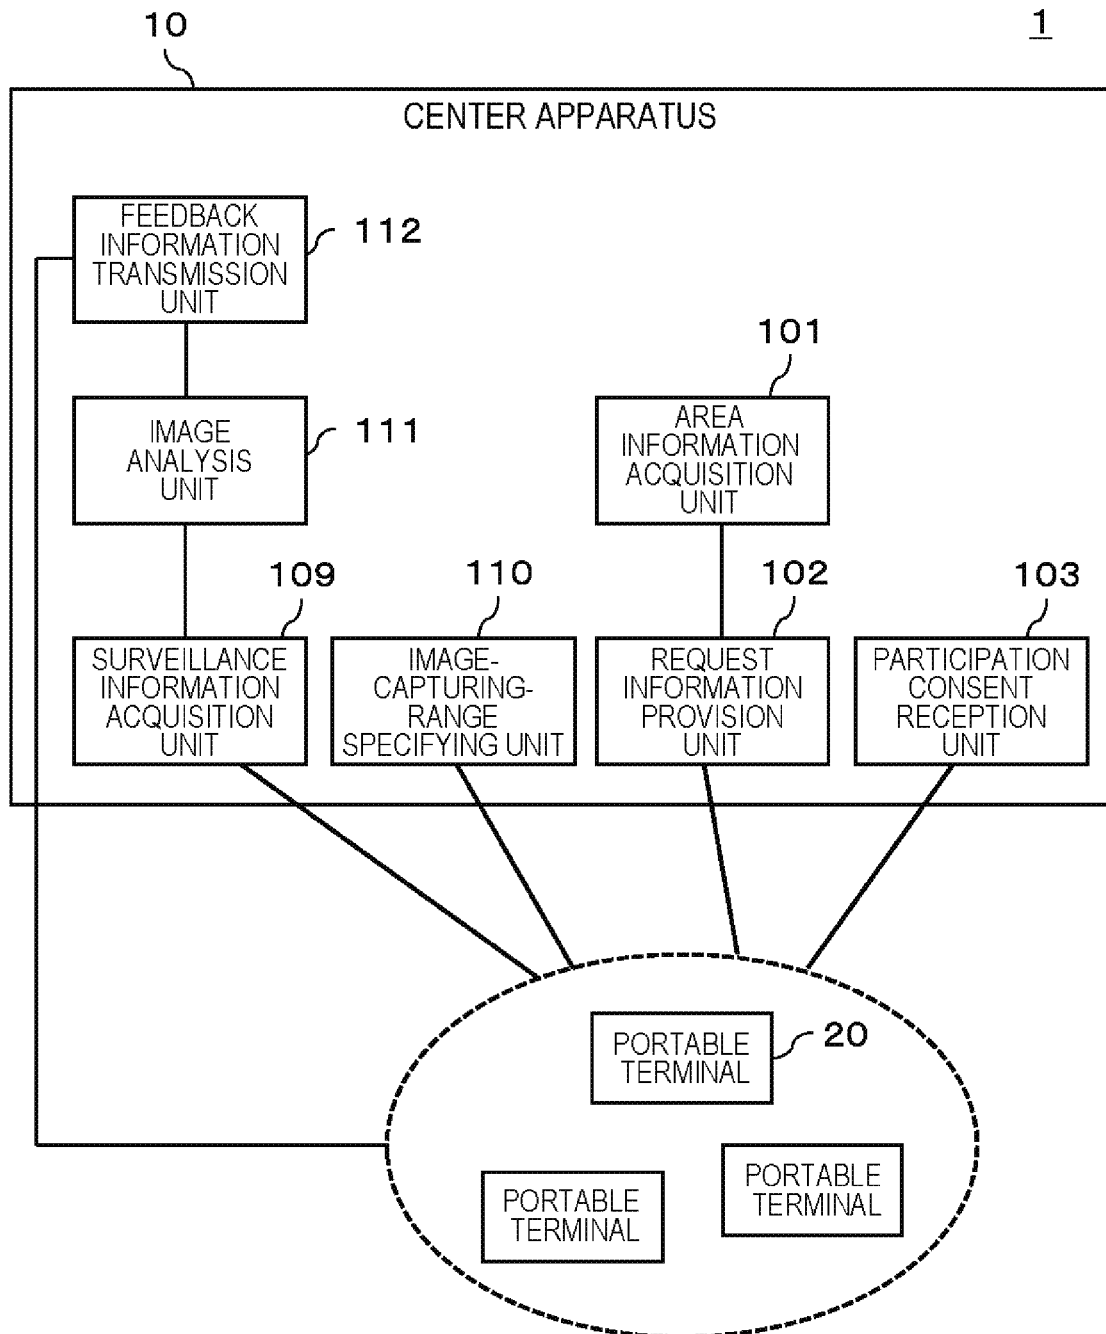 1
10
CENTER APPARATUS
FEEDBACK
INFORMATION
TRANSMISSION
UNIT
112
101
IMAGE
ANALYSIS
UNIT
111
AREA
INFORMATION
ACQUISITION
UNIT
109
110
102
103
SURVEILLANCE
INFORMATION
ACQUISITION
UNIT
IMAGE-
CAPTURING-
RANGE
SPECIFYING UNIT
REQUEST
INFORMATION
PROVISION
UNIT
PARTICIPATION
CONSENT
RECEPTION
UNIT
PORTABLE
TERMINAL
20
PORTABLE
TERMINAL
PORTABLE
TERMINAL